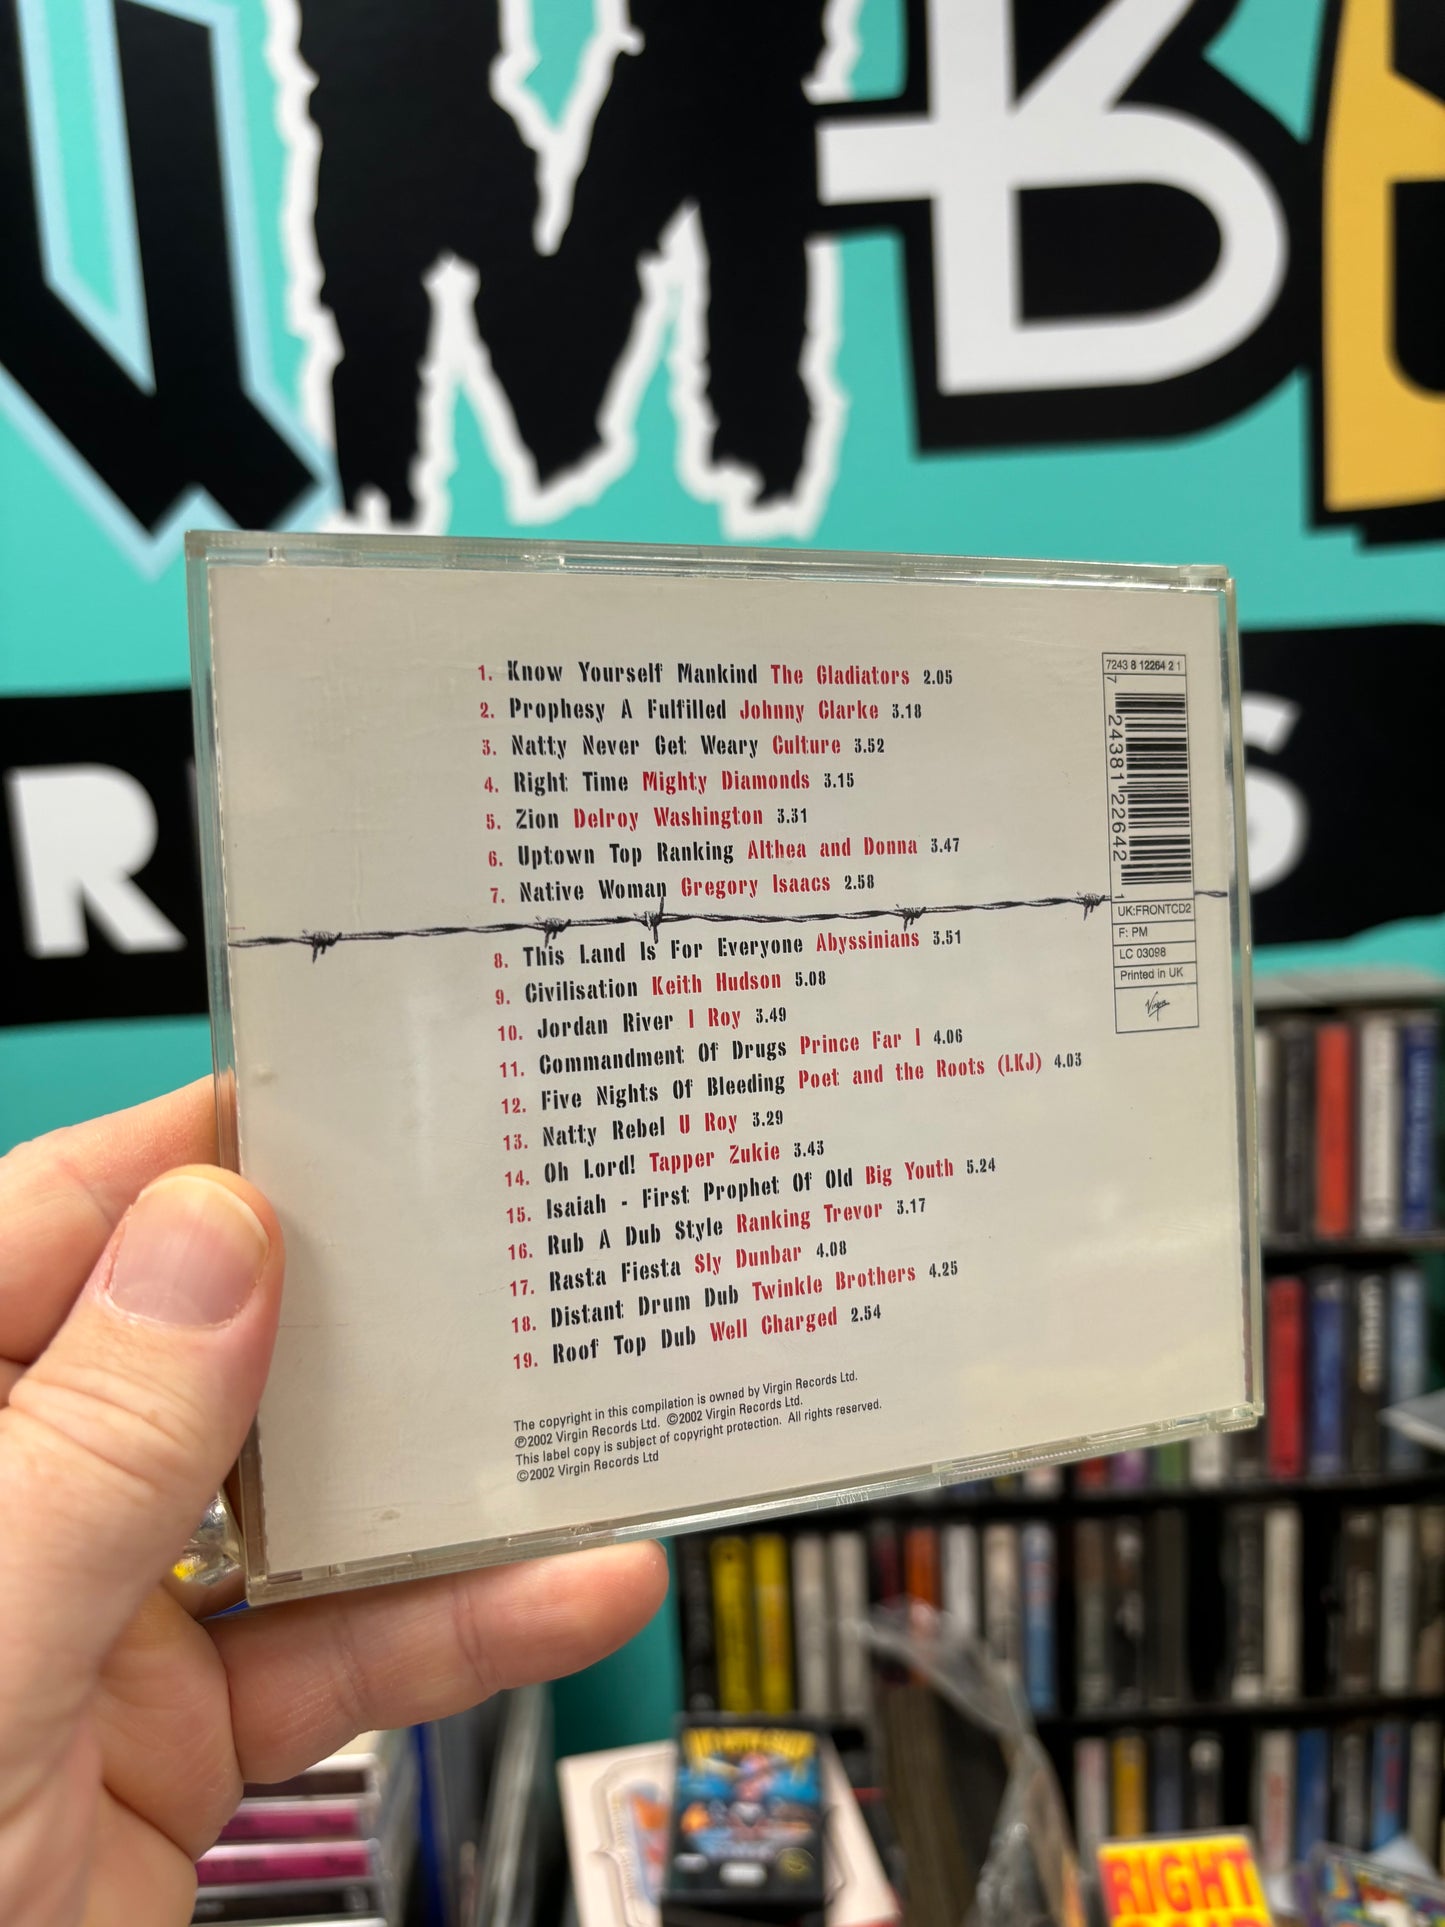 1. Know Yourself Mankind The Gladiators 2.05
2. Prophesy A Fulfilled Johnny Clarke 3.18
3. Natty Never Get Weary Culture 3.52
4. Right Time Mighty Diamonds 3.15
5. Zion Delroy Washington 3.31
6. Uptown Top Ranking Althea and Donna 3.47
7. Native Woman Gregory Isaacs 2.58
8. This Land Is For Everyone Abyssinians 3.51
9. Civilisation Keith Hudson 5.08
10. Jordan River I Roy 3.49
11. Commandment Of Drugs Prince Far I 4.06
12. Five Nights Of Bleeding Poet and the Roots (LKJ) 4.03
13. Natty Rebel U Roy 3.29
14. Oh Lord! Tapper Zukie 3.43
15. Isaiah - First Prophet Of Old Big Youth 5.24
16. Rub A Dub Style Ranking Trevor 3.17
17. Rasta Fiesta Sly Dunbar 4.08
18. Distant Drum Dub Twinkle Brothers 4.25
19. Roof Top Dub Well Charged 2.54
The copyright in this compilation is owned by Virgin Records Ltd.
℗2002 Virgin Records Ltd. ©2002 Virgin Records Ltd.
This label copy is subject of copyright protection. All rights reserved.
©2002 Virgin Records Ltd
7243 8 12264 2 1
7 24381 22642 1
UK:FRONTCD2
F: PM
LC 03098
Printed in UK
Virgin
RIGHT